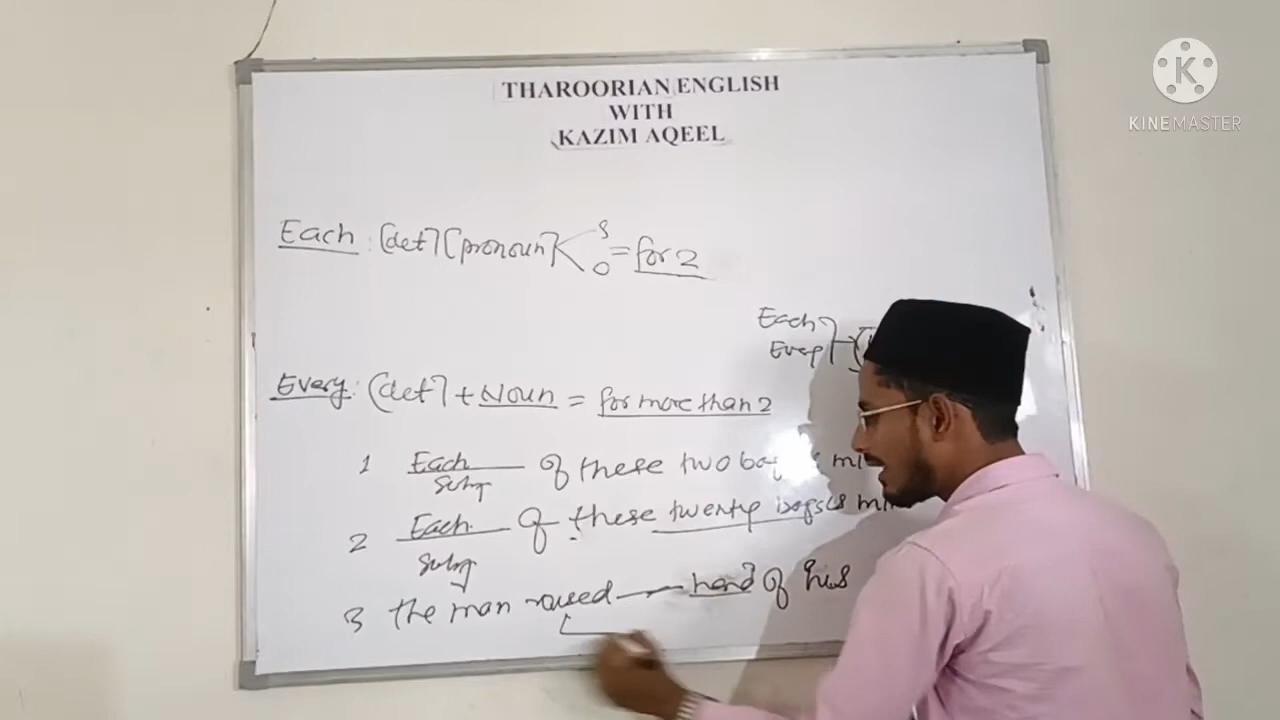 THAROORIAN ENGLISH
WITH
KAZIM AQEEL
KINEMASTER
Each : [det] [pronoun] S O = for 2
Each
Every
Every: [det] + Noun = for more than 2
1 Each of these two
Subj
2 Each of these twenty
Subj
3 the man raised hand of his